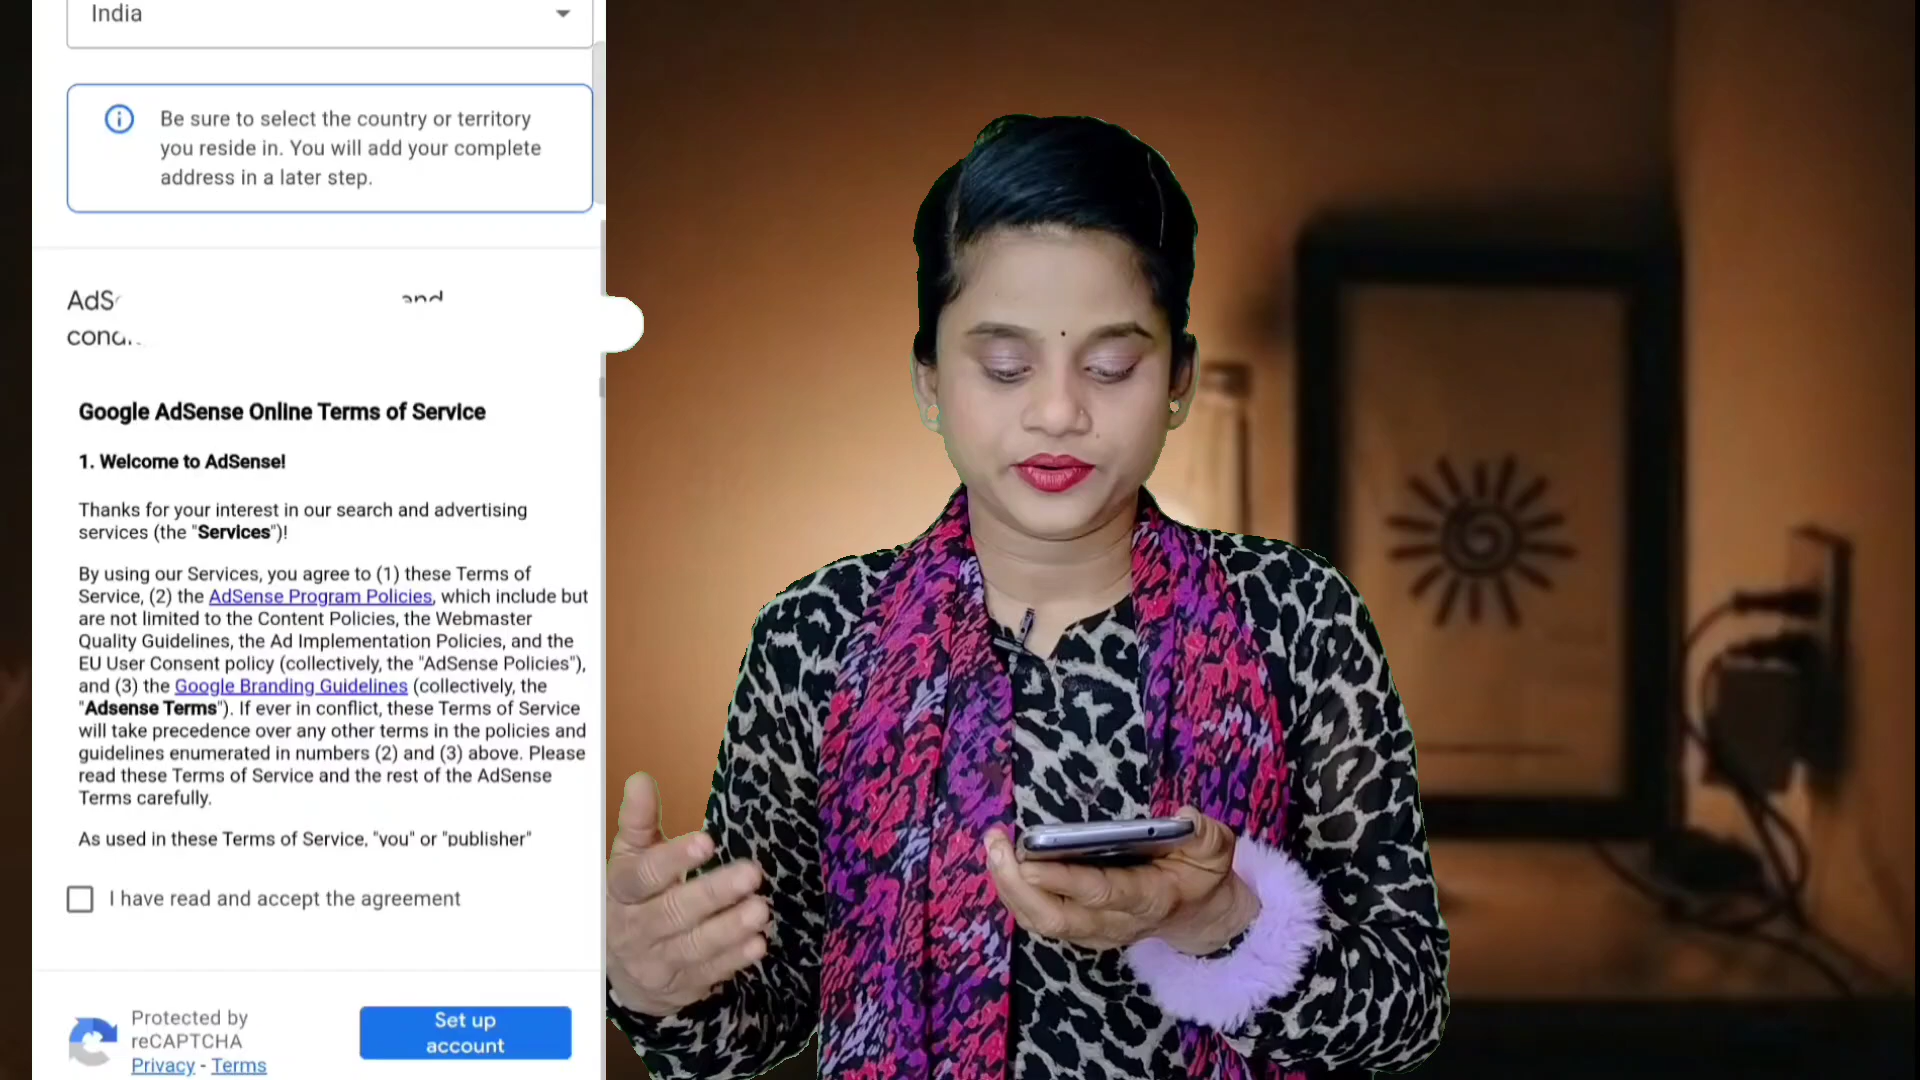 India
Be sure to select the country or territory
you reside in. You will add your complete
address in a later step.
and
Google AdSense Online Terms of Service
1. Welcome to AdSense!
Thanks for your interest in our search and advertising
services (the "Services")!
By using our Services, you agree to (1) these Terms of
Service, (2) the AdSense Program Policies, which include but
are not limited to the Content Policies, the Webmaster
Quality Guidelines, the Ad Implementation Policies, and the
EU User Consent policy (collectively, the "AdSense Policies"),
and (3) the Google Branding Guidelines (collectively, the
"Adsense Terms"). If ever in conflict, these Terms of Service
will take precedence over any other terms in the policies and
guidelines enumerated in numbers (2) and (3) above. Please
read these Terms of Service and the rest of the AdSense
Terms carefully.
As used in these Terms of Service, "you" or "publisher"
I have read and accept the agreement
Protected by
reCAPTCHA
Privacy - Terms
Set up
account